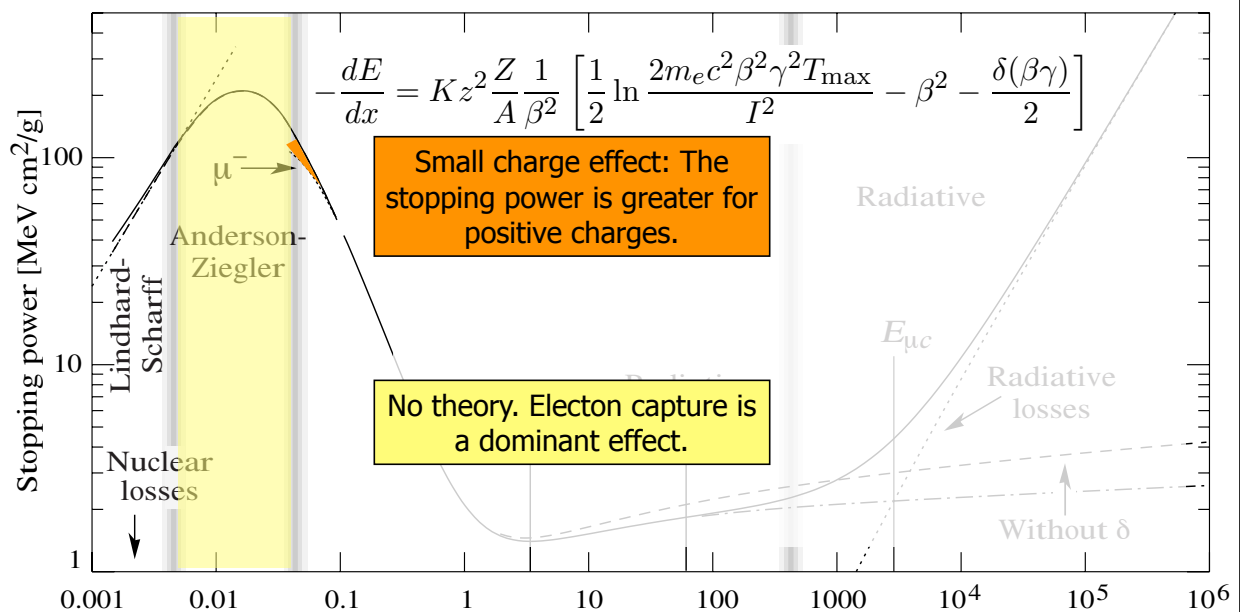 Stopping power [MeV cm²/g]
100
10
1
Lindhard-
Scharff
Anderson-
Ziegler
μ⁻
Nuclear
losses
-dE/dx = Kz² Z/A 1/β² [1/2 ln 2mₑc²β²γ²Tmax/I² − β² − δ(βγ)/2]
Small charge effect: The
stopping power is greater for
positive charges.
No theory. Electon capture is
a dominant effect.
Radiative
Eμc
Radiative
losses
Without δ
0.001 0.01 0.1 1 10 100 1000 10⁴ 10⁵ 10⁶